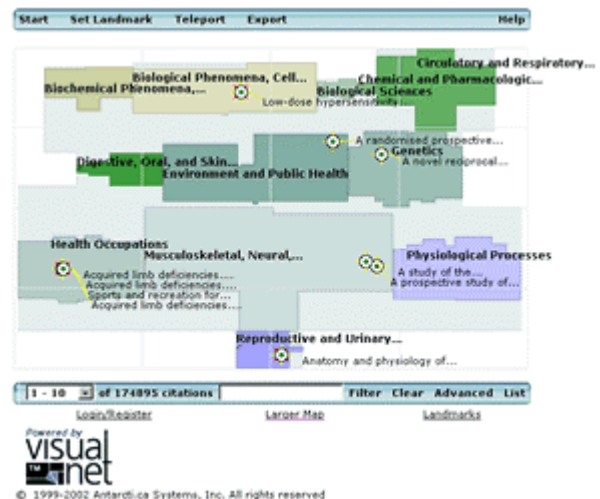 Start Set Landmark Teleport Export Help
Circulatory and Respiratory...
Biological Phenomena, Cell...
Chemical and Pharmacologic...
Biochemical Phenomena,...
Biological Sciences
Low-dose hypersensitivity...
A randomised prospective...
Genetics
Digestive, Oral, and Skin...
A novel reciprocal...
Environment and Public Health
Health Occupations
Musculoskeletal, Neural,...
Physiological Processes
Acquired limb deficiencies....
A study of the...
Acquired limb deficiencies....
A prospective study of...
Sports and recreation for...
Acquired limb deficiencies....
Reproductive and Urinary...
Anatomy and physiology of...
1 - 10 of 174895 citations Filter Clear Advanced List
Login/Register Larger Map Landmarks
Powered by
visual
TM net
© 1999-2002 Antarcti.ca Systems, Inc. All rights reserved